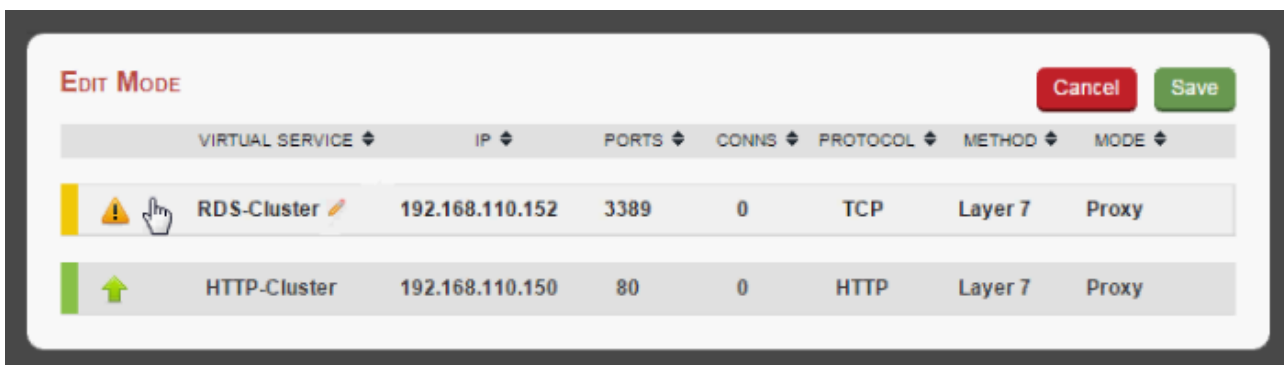 EDIT MODE
Cancel Save
VIRTUAL SERVICE IP PORTS CONNS PROTOCOL METHOD MODE
RDS-Cluster 192.168.110.152 3389 0 TCP Layer 7 Proxy
HTTP-Cluster 192.168.110.150 80 0 HTTP Layer 7 Proxy